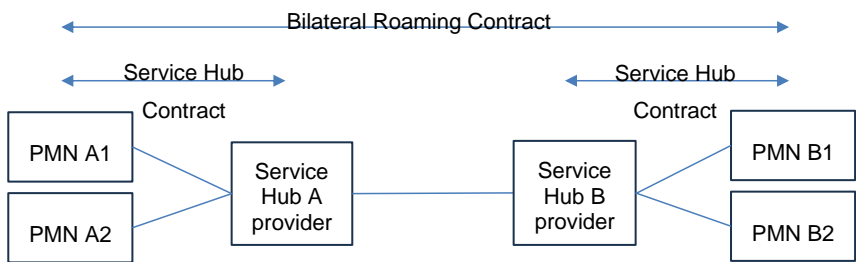 Bilateral Roaming Contract
Service Hub
Contract
Service Hub
Contract
PMN A1
PMN A2
Service
Hub A
provider
Service
Hub B
provider
PMN B1
PMN B2